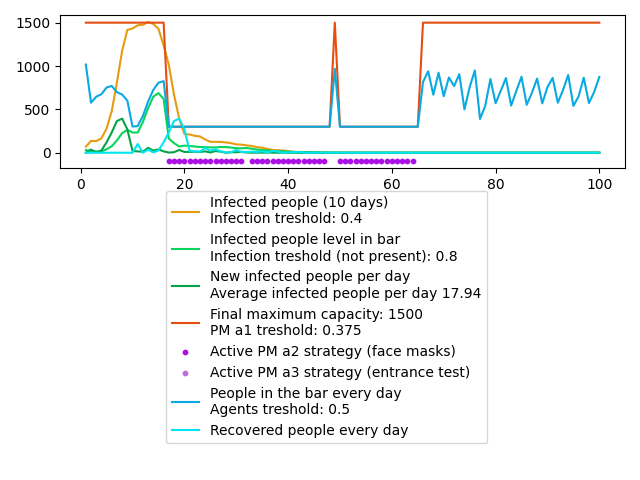 1500
1000
500
0
0 20 40 60 80 100
Infected people (10 days)
Infection treshold: 0.4
Infected people level in bar
Infection treshold (not present): 0.8
New infected people per day
Average infected people per day 17.94
Final maximum capacity: 1500
PM a1 treshold: 0.375
Active PM a2 strategy (face masks)
Active PM a3 strategy (entrance test)
People in the bar every day
Agents treshold: 0.5
Recovered people every day